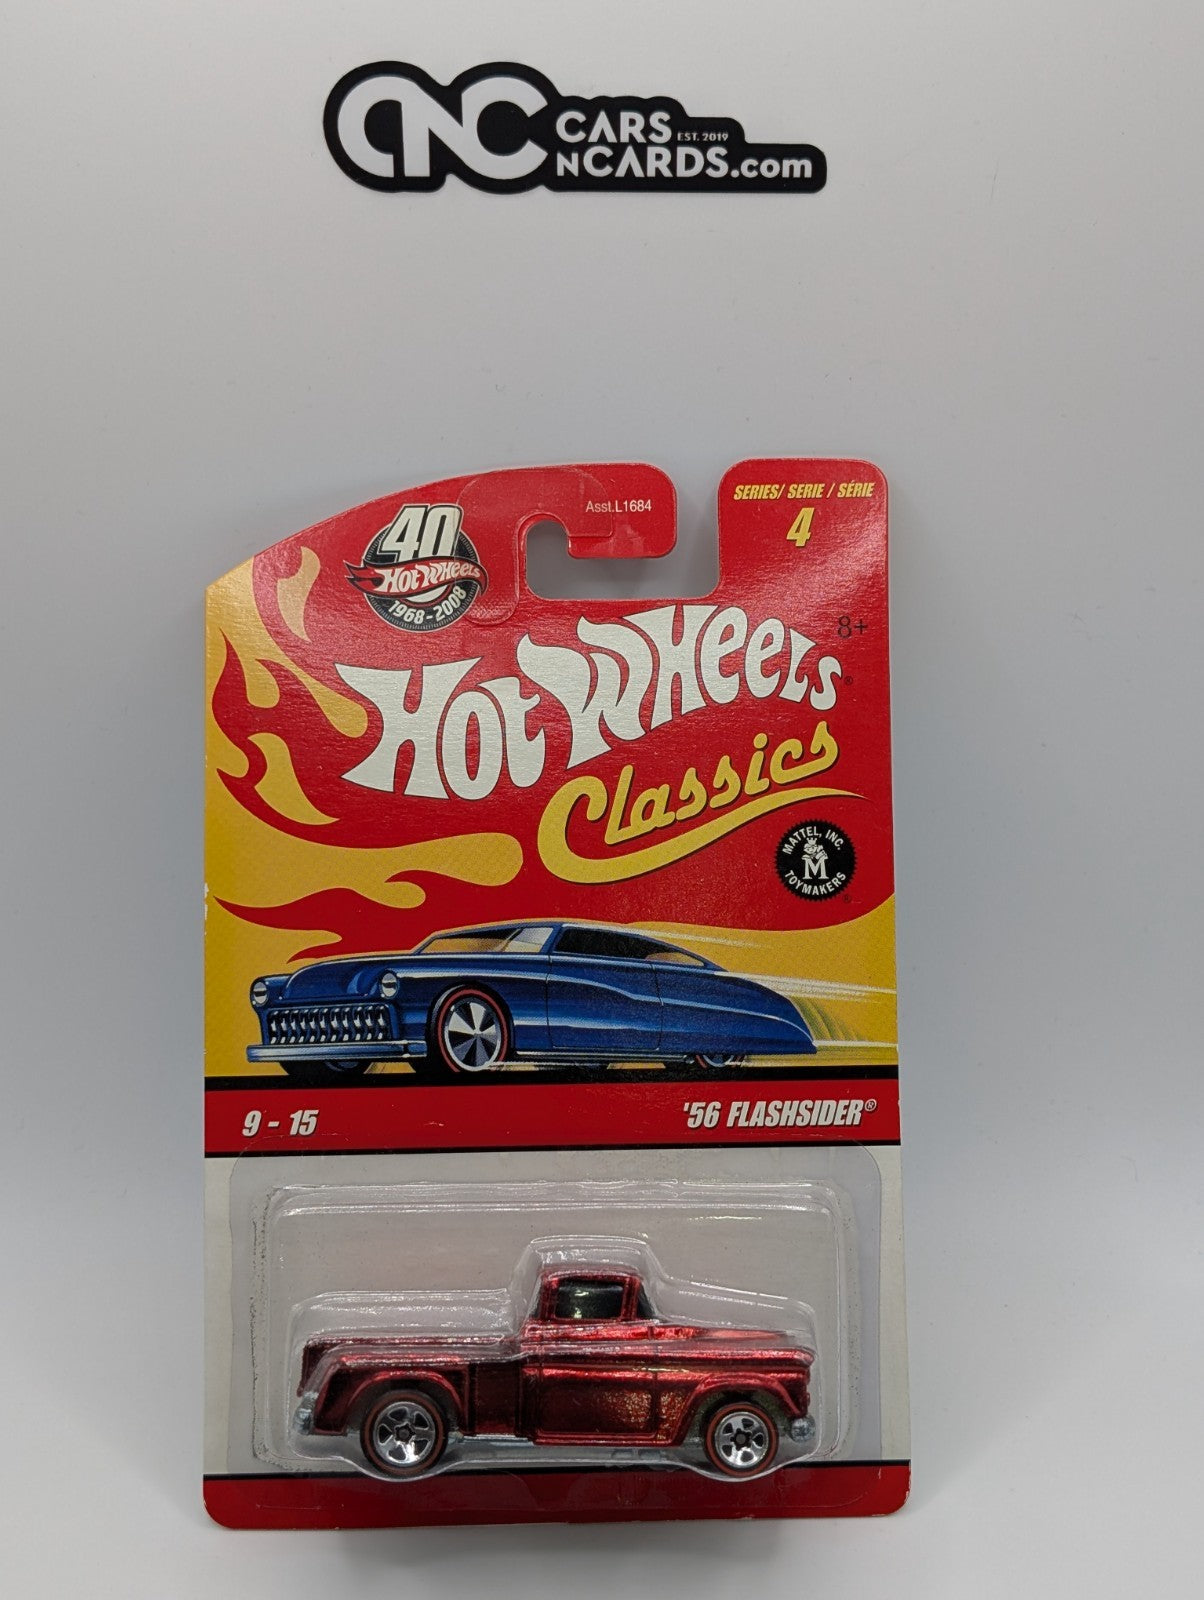 CNC
CARS EST. 2019
NCARDS.com
Asst.L1684
SERIES/ SERIE / SÉRIE
4
40
HOT WHEELS
1968-2008
8+
HOT WHEELS®
Classics
MATTEL, INC.
M
TOYMAKERS®
9 - 15
'56 FLASHSIDER®